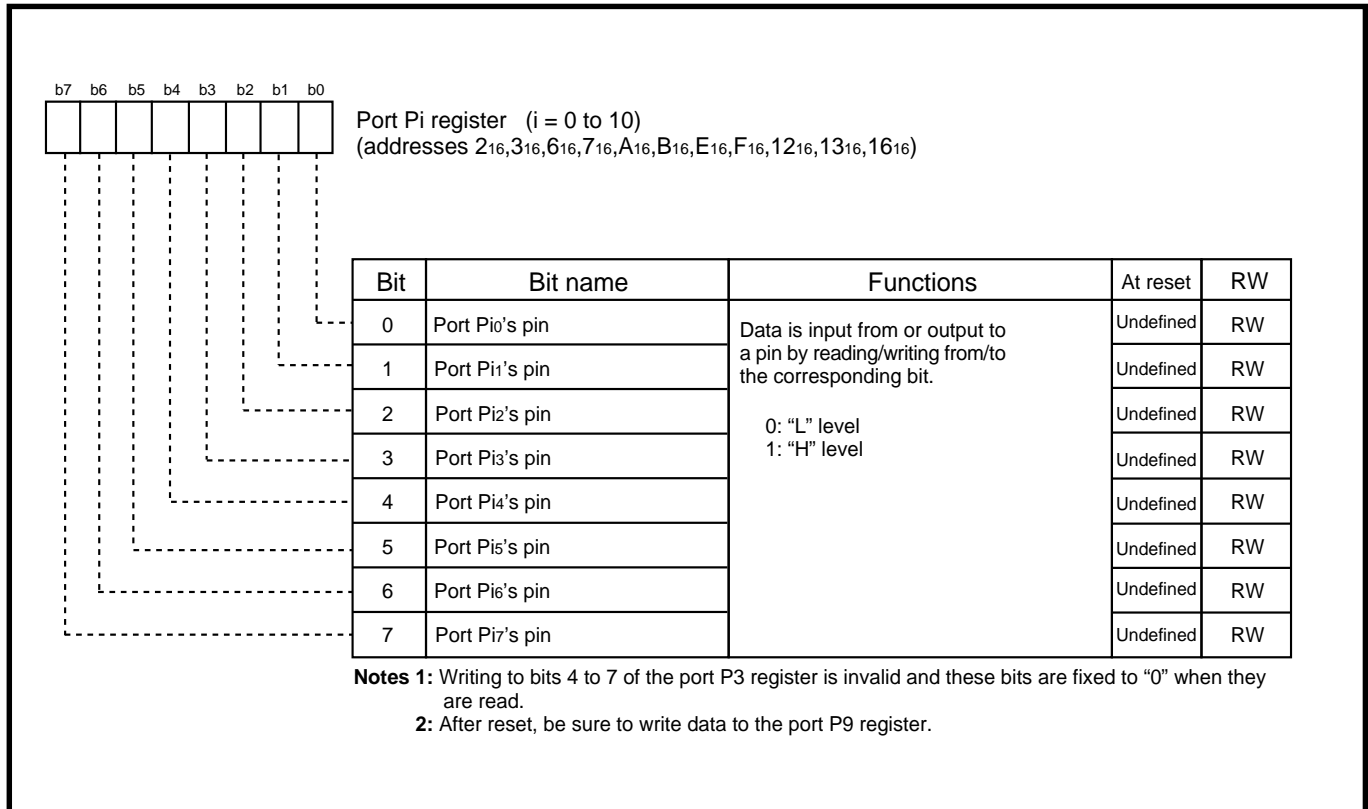 b7 b6 b5 b4 b3 b2 b1 b0
Port Pi register (i = 0 to 10)
(addresses 216,316,616,716,A16,B16,E16,F16,1216,1316,1616)
Bit Bit name Functions At reset RW
0 Port Pi0's pin Data is input from or output to Undefined RW
a pin by reading/writing from/to
1 Port Pi1's pin the corresponding bit. Undefined RW
2 Port Pi2's pin 0: “L” level Undefined RW
3 Port Pi3's pin 1: “H” level Undefined RW
4 Port Pi4's pin Undefined RW
5 Port Pi5's pin Undefined RW
6 Port Pi6's pin Undefined RW
7 Port Pi7's pin Undefined RW
Notes 1: Writing to bits 4 to 7 of the port P3 register is invalid and these bits are fixed to “0” when they
are read.
2: After reset, be sure to write data to the port P9 register.